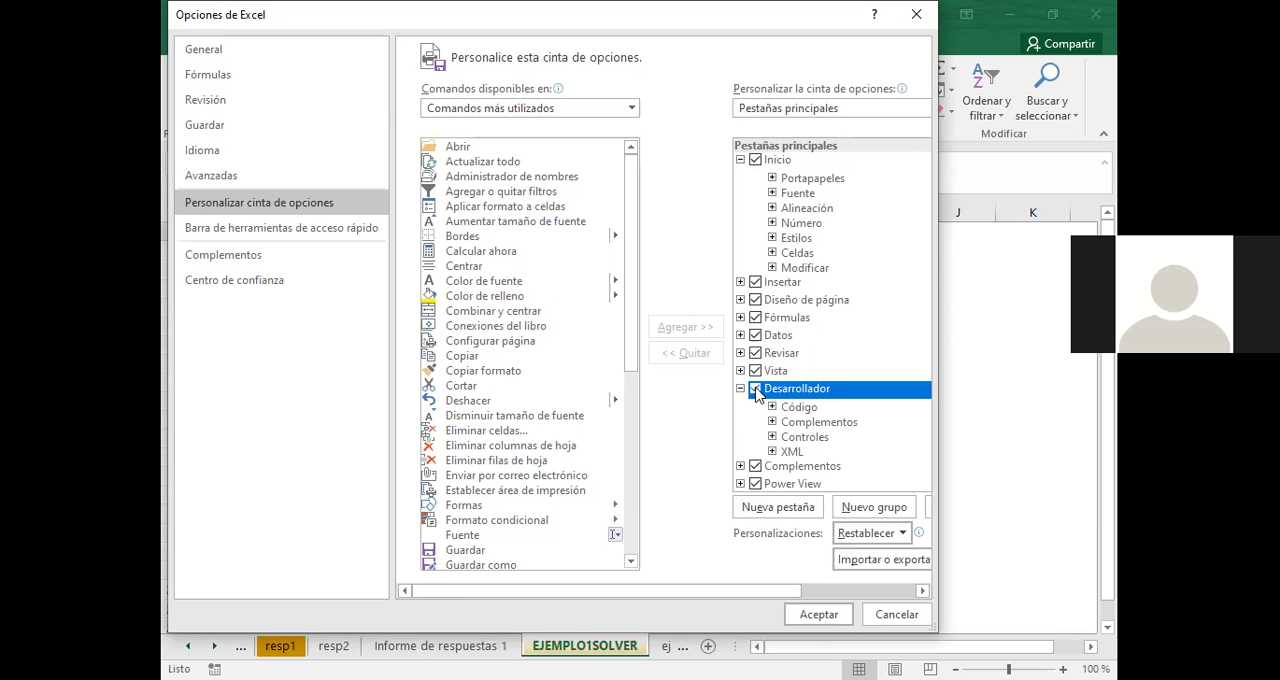 Opciones de Excel
?
Compartir
General
Fórmulas
Revisión
Guardar
Idioma
Avanzadas
Personalizar cinta de opciones
Barra de herramientas de acceso rápido
Complementos
Centro de confianza
Personalice esta cinta de opciones.
Comandos disponibles en:
Comandos más utilizados
Abrir
Actualizar todo
Administrador de nombres
Agregar o quitar filtros
Aplicar formato a celdas
Aumentar tamaño de fuente
Bordes
Calcular ahora
Centrar
Color de fuente
Color de relleno
Combinar y centrar
Conexiones del libro
Configurar página
Copiar
Copiar formato
Cortar
Deshacer
Disminuir tamaño de fuente
Eliminar celdas...
Eliminar columnas de hoja
Eliminar filas de hoja
Enviar por correo electrónico
Establecer área de impresión
Formas
Formato condicional
Fuente
Guardar
Guardar como
Agregar >>
<< Quitar
Personalizar la cinta de opciones:
Pestañas principales
Pestañas principales
Inicio
Portapapeles
Fuente
Alineación
Número
Estilos
Celdas
Modificar
Insertar
Diseño de página
Fórmulas
Datos
Revisar
Vista
Desarrollador
Código
Complementos
Controles
XML
Complementos
Power View
Nueva pestaña
Nuevo grupo
Personalizaciones:
Restablecer
Importar o exporta
Aceptar
Cancelar
Ordenar y
filtrar
Buscar y
seleccionar
Modificar
J
K
...
resp1
resp2
Informe de respuestas 1
EJEMPLO1SOLVER
ej ...
Listo
100 %